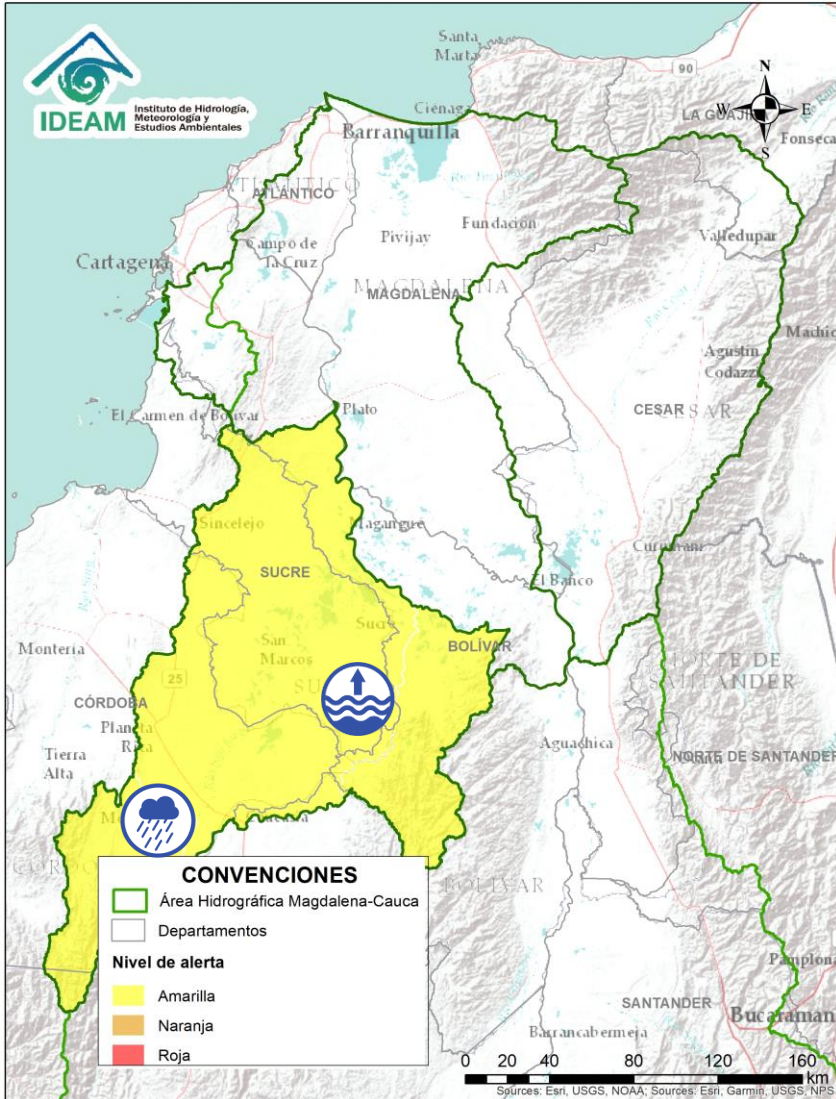 IDEAM
Instituto de Hidrología,
Meteorología y
Estudios Ambientales
Santa
Marta
90
N
W
E
S
Ciénaga
LA GUAJIRA
Fonseca
Barranquilla
ATLÁNTICO
ATLÁNTICO
Campo de
la Cruz
Pivijay
Fundación
Valledupar
Cartagena
MAGDALENA
MAGDALENA
Agustín
Codazzi
El Carmen de Bolívar
Plato
CESAR
CESAR
Sincelejo
Magangué
Curumaní
SUCRE
El Banco
Sucre
San
Marcos
BOLÍVAR
Montería
25
NORTE DE
SANTANDER
CÓRDOBA
Planeta
Rica
Tierra
Alta
Aguachica
NORTE DE SANTANDER
BOLÍVAR
CONVENCIONES
Área Hidrográfica Magdalena-Cauca
Departamentos
Nivel de alerta
Amarilla
Naranja
Roja
Pamplona
SANTANDER
Bucaraman
Barrancabermeja
0 20 40 80 120 160
km
Sources: Esri, USGS, NOAA; Sources: Esri, Garmin, USGS, NPS